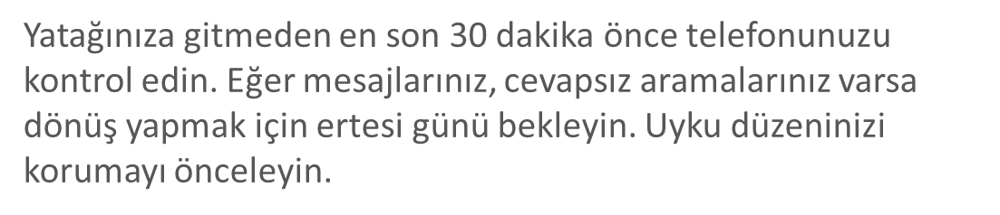 Yatağınıza gitmeden en son 30 dakika önce telefonunuzu
kontrol edin. Eğer mesajlarınız, cevapsız aramalarınız varsa
dönüş yapmak için ertesi günü bekleyin. Uyku düzeninizi
korumayı önceleyin.